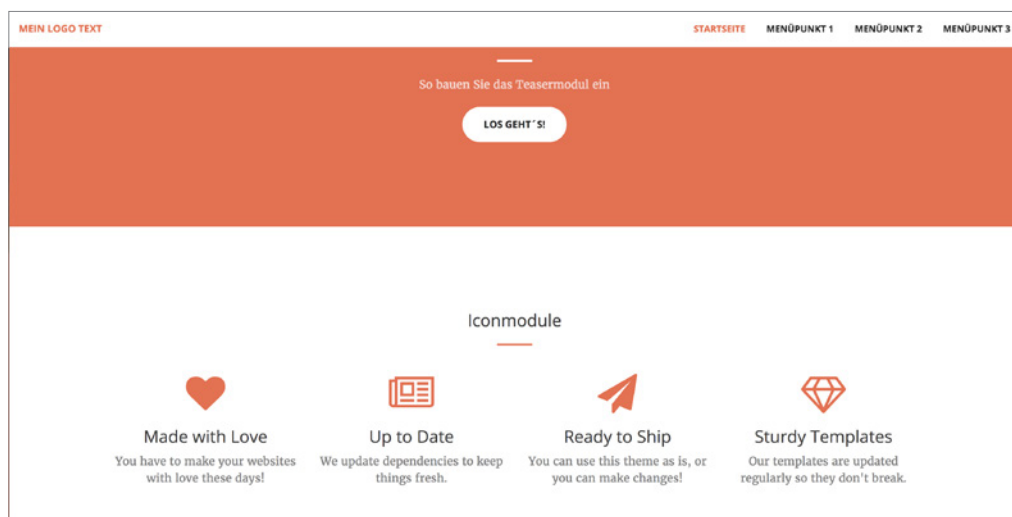 MEIN LOGO TEXT
STARTSEITE MENÜPUNKT 1 MENÜPUNKT 2 MENÜPUNKT 3
So bauen Sie das Teasermodul ein
LOS GEHT´S!
Iconmodule
Made with Love
You have to make your websites
with love these days!
Up to Date
We update dependencies to keep
things fresh.
Ready to Ship
You can use this theme as is, or
you can make changes!
Sturdy Templates
Our templates are updated
regularly so they don't break.